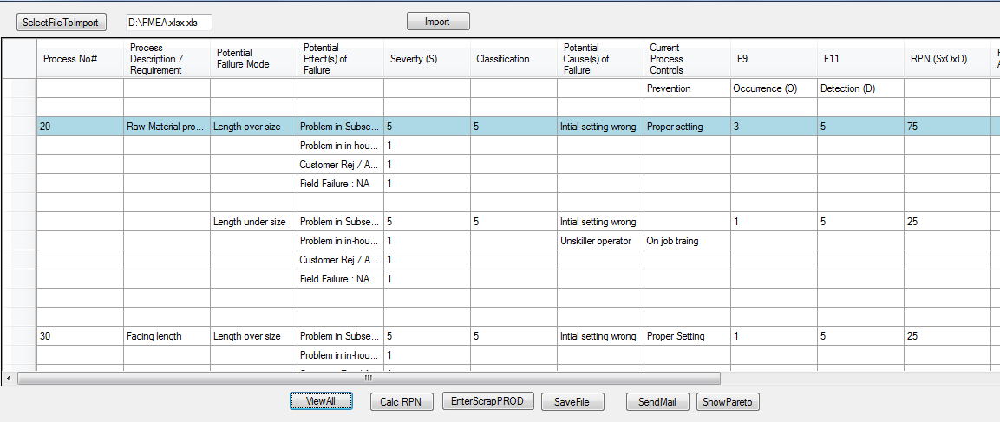 SelectFileToImport D:\FMEA.xlsx.xls Import
Process No# Process Description / Requirement Potential Failure Mode Potential Effect(s) of Failure Severity (S) Classification Potential Cause(s) of Failure Current Process Controls F9 F11 RPN (SxOxD)
Prevention Occurrence (O) Detection (D)
20 Raw Material pro... Length over size Problem in Subse... 5 5 Intial setting wrong Proper setting 3 5 75
Problem in in-hou... 1
Customer Rej / A... 1
Field Failure : NA 1
Length under size Problem in Subse... 5 5 Intial setting wrong 1 5 25
Problem in in-hou... 1 Unskiller operator On job traing
Customer Rej / A... 1
Field Failure : NA 1
30 Facing length Length over size Problem in Subse... 5 5 Intial setting wrong Proper Setting 1 5 25
Problem in in-hou... 1
ViewAll Calc RPN EnterScrapPROD SaveFile SendMail ShowPareto